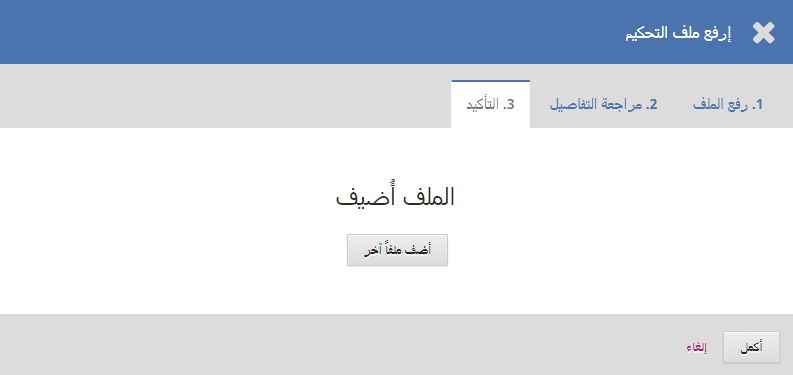 إرفع ملف التحكيم
1. رفع الملف
2. مراجعة التفاصيل
3. التأكيد
الملف أُضيف
أضف ملفاً آخر
أكمل
إلغاء